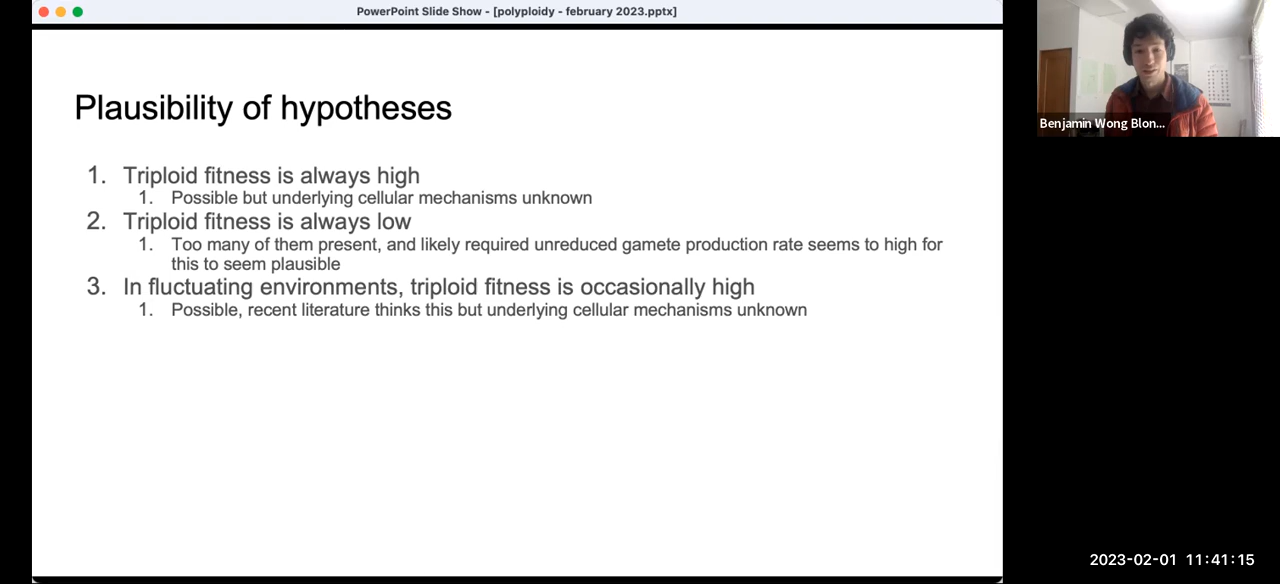 PowerPoint Slide Show - [polyploidy - february 2023.pptx]
Plausibility of hypotheses
1. Triploid fitness is always high
1. Possible but underlying cellular mechanisms unknown
2. Triploid fitness is always low
1. Too many of them present, and likely required unreduced gamete production rate seems to high for
this to seem plausible
3. In fluctuating environments, triploid fitness is occasionally high
1. Possible, recent literature thinks this but underlying cellular mechanisms unknown
Benjamin Wong Blon...
2023-02-01 11:41:15